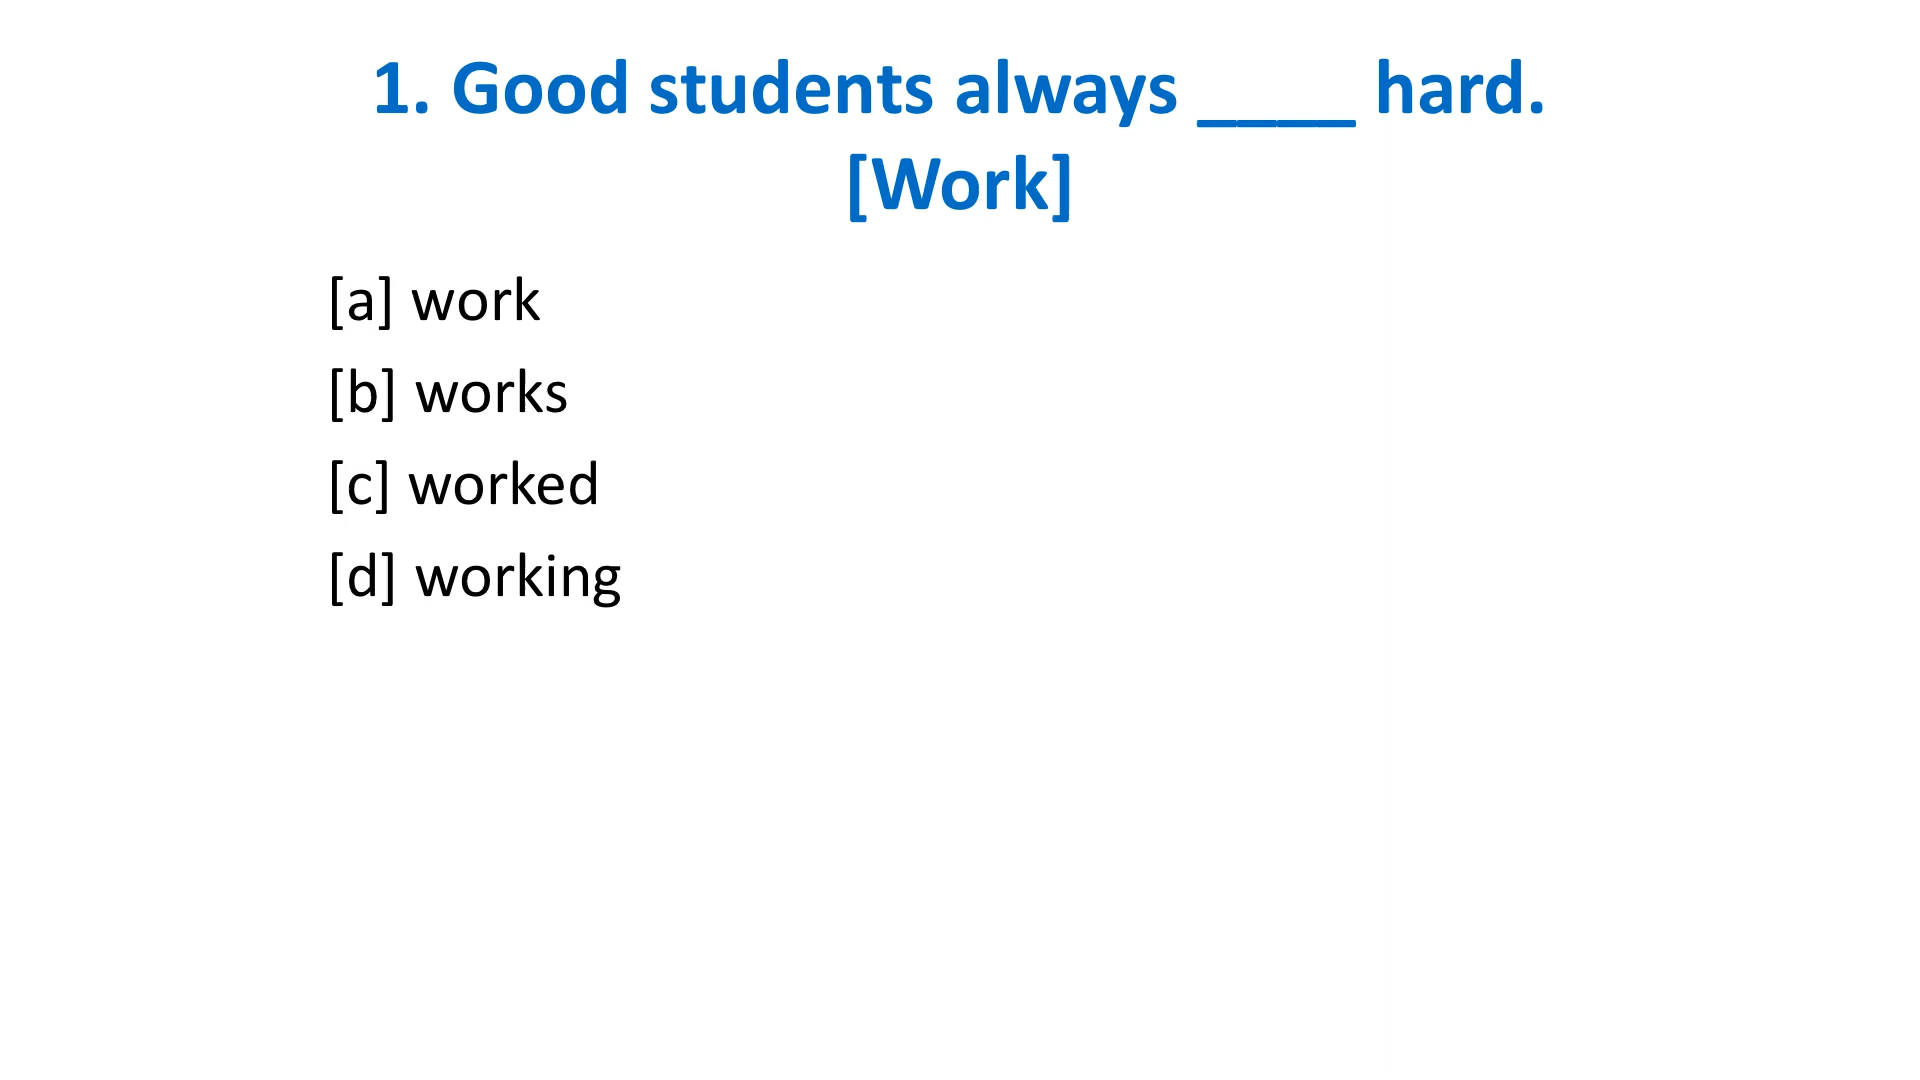 1. Good students always ____ hard.
[Work]
[a] work
[b] works
[c] worked
[d] working